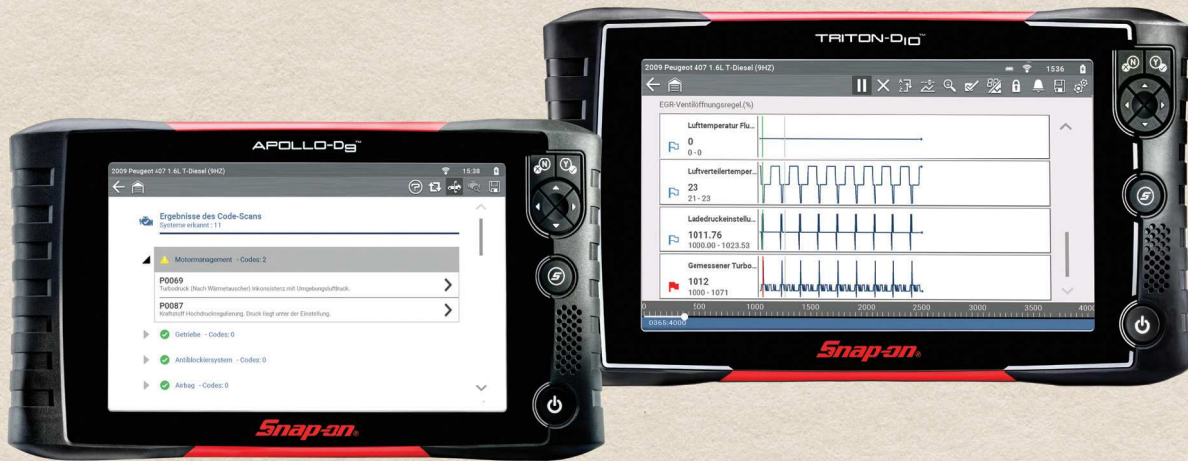 APOLLO-D8™
2009 Peugeot 407 1.6L T-Diesel (9HZ)
15:38
Ergebnisse des Code-Scans
Systeme erkannt : 11
Motormanagement - Codes: 2
P0069
Turbodruck (Nach Wärmetauscher) Inkonsistenz mit Umgebungsluftdruck.
P0087
Kraftstoff Hochdruckregulierung. Druck liegt unter der Einstellung.
Getriebe - Codes: 0
Antiblockiersystem - Codes: 0
Airbag - Codes: 0
N Y
S
Snap-on®
TRITON-D10™
2009 Peugeot 407 1.6L T-Diesel (9HZ)
1536
EGR-Ventilöffnungsregel.(%)
Lufttemperatur Flu...
0
0 - 0
Luftverteilertemper...
23
21 - 23
Ladedruckeinstellu...
1011.76
1000.00 - 1023.53
Gemessener Turbo...
1012
1000 - 1071
0 500 1000 1500 2000 2500 3000 3500 4000
0365:4000
N Y
S
Snap-on®